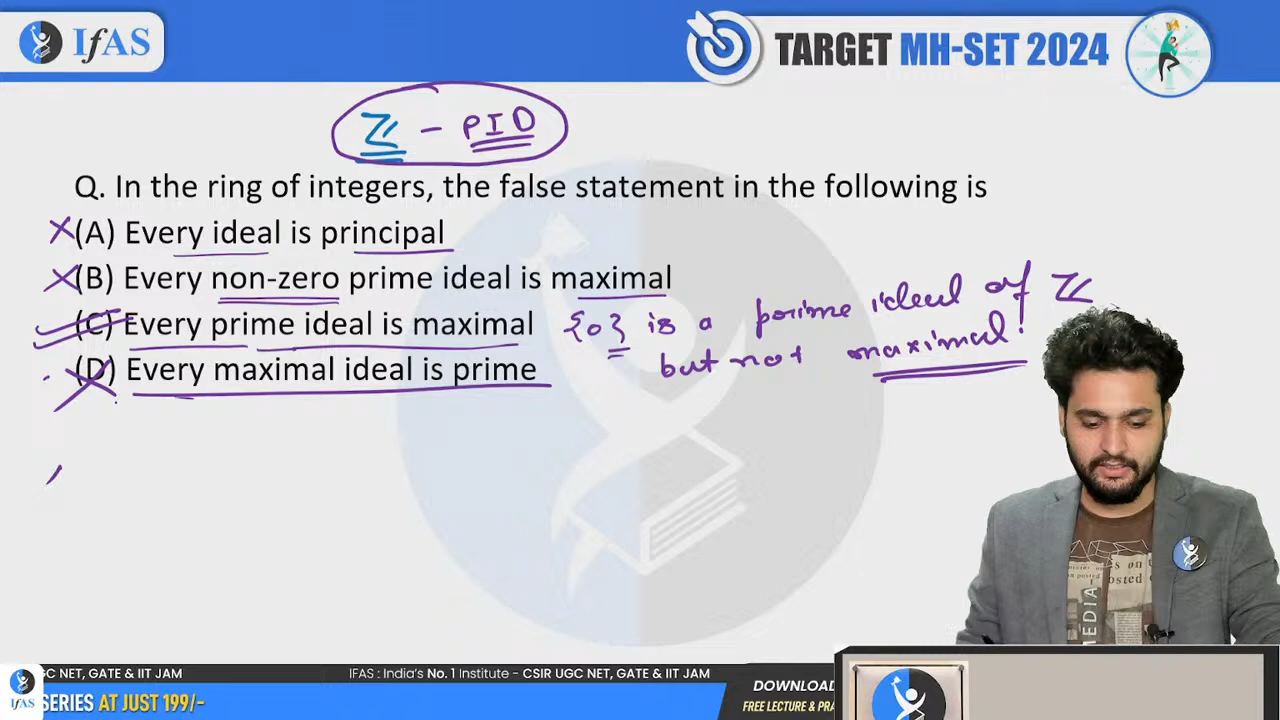 IfAS
TARGET MH-SET 2024
ℤ - PID
Q. In the ring of integers, the false statement in the following is
(A) Every ideal is principal
(B) Every non-zero prime ideal is maximal
(C) Every prime ideal is maximal
{0} is a prime ideal of ℤ
but not maximal.
(D) Every maximal ideal is prime
MEDIA
GC NET, GATE & IIT JAM
IFAS : India's No. 1 Institute - CSIR UGC NET, GATE & IIT JAM
DOWNLOAD
IfAS
SERIES AT JUST 199/-
FREE LECTURE & PRA